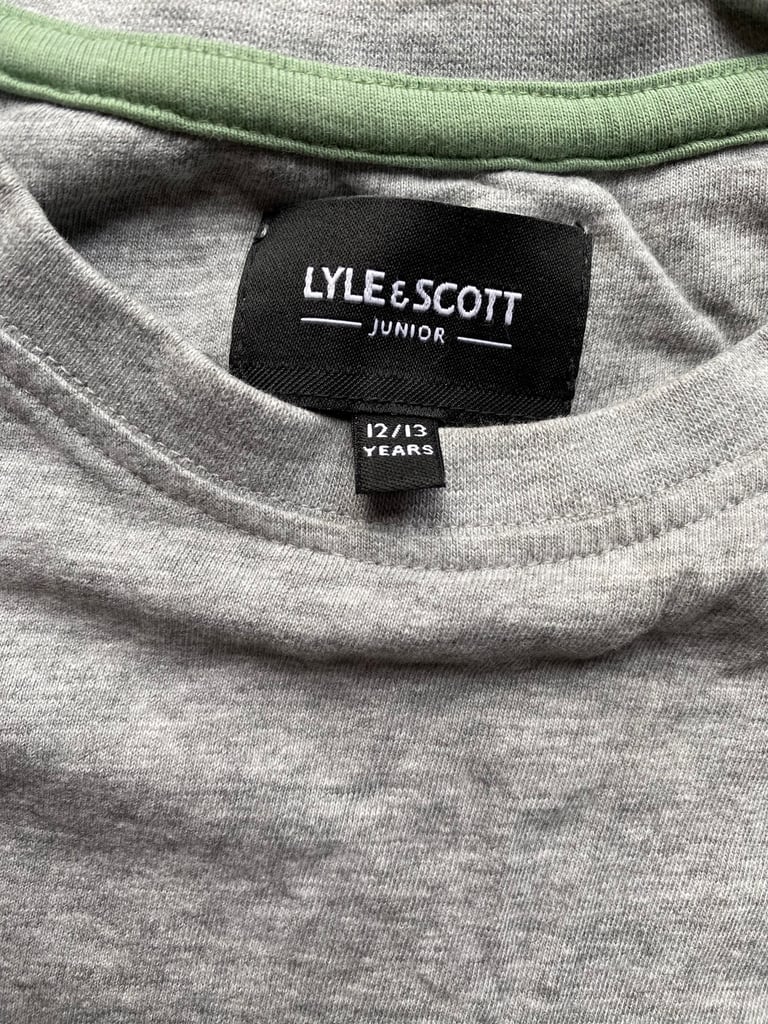 LYLE & SCOTT
JUNIOR
12/13
YEARS